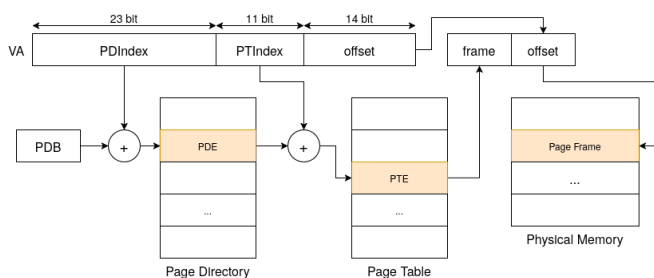 23 bit 11 bit 14 bit
VA PDIndex PTIndex offset frame offset
PDB + PDE + Page Frame
PTE ...
... ...
Page Directory Page Table Physical Memory